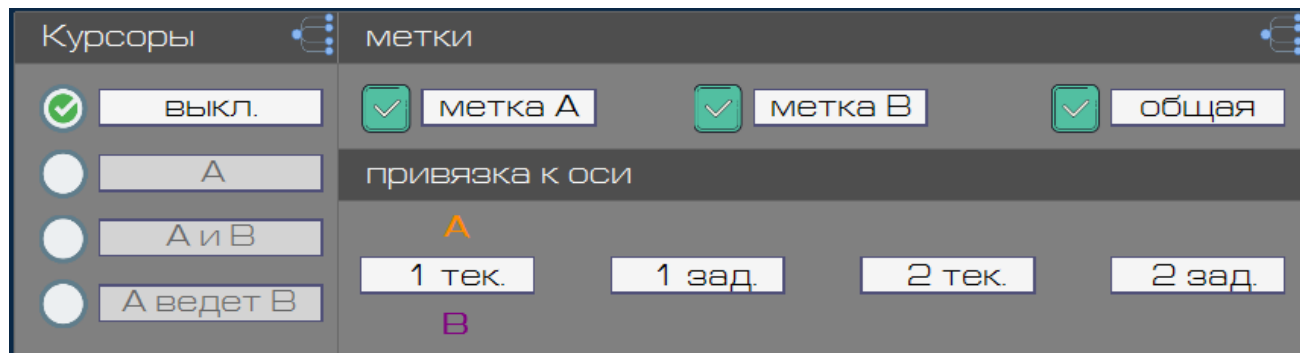 Курсоры
метки
выкл.
метка А
метка В
общая
А
привязка к оси
А и В
А
1 тек.
1 зад.
2 тек.
2 зад.
А ведет В
В